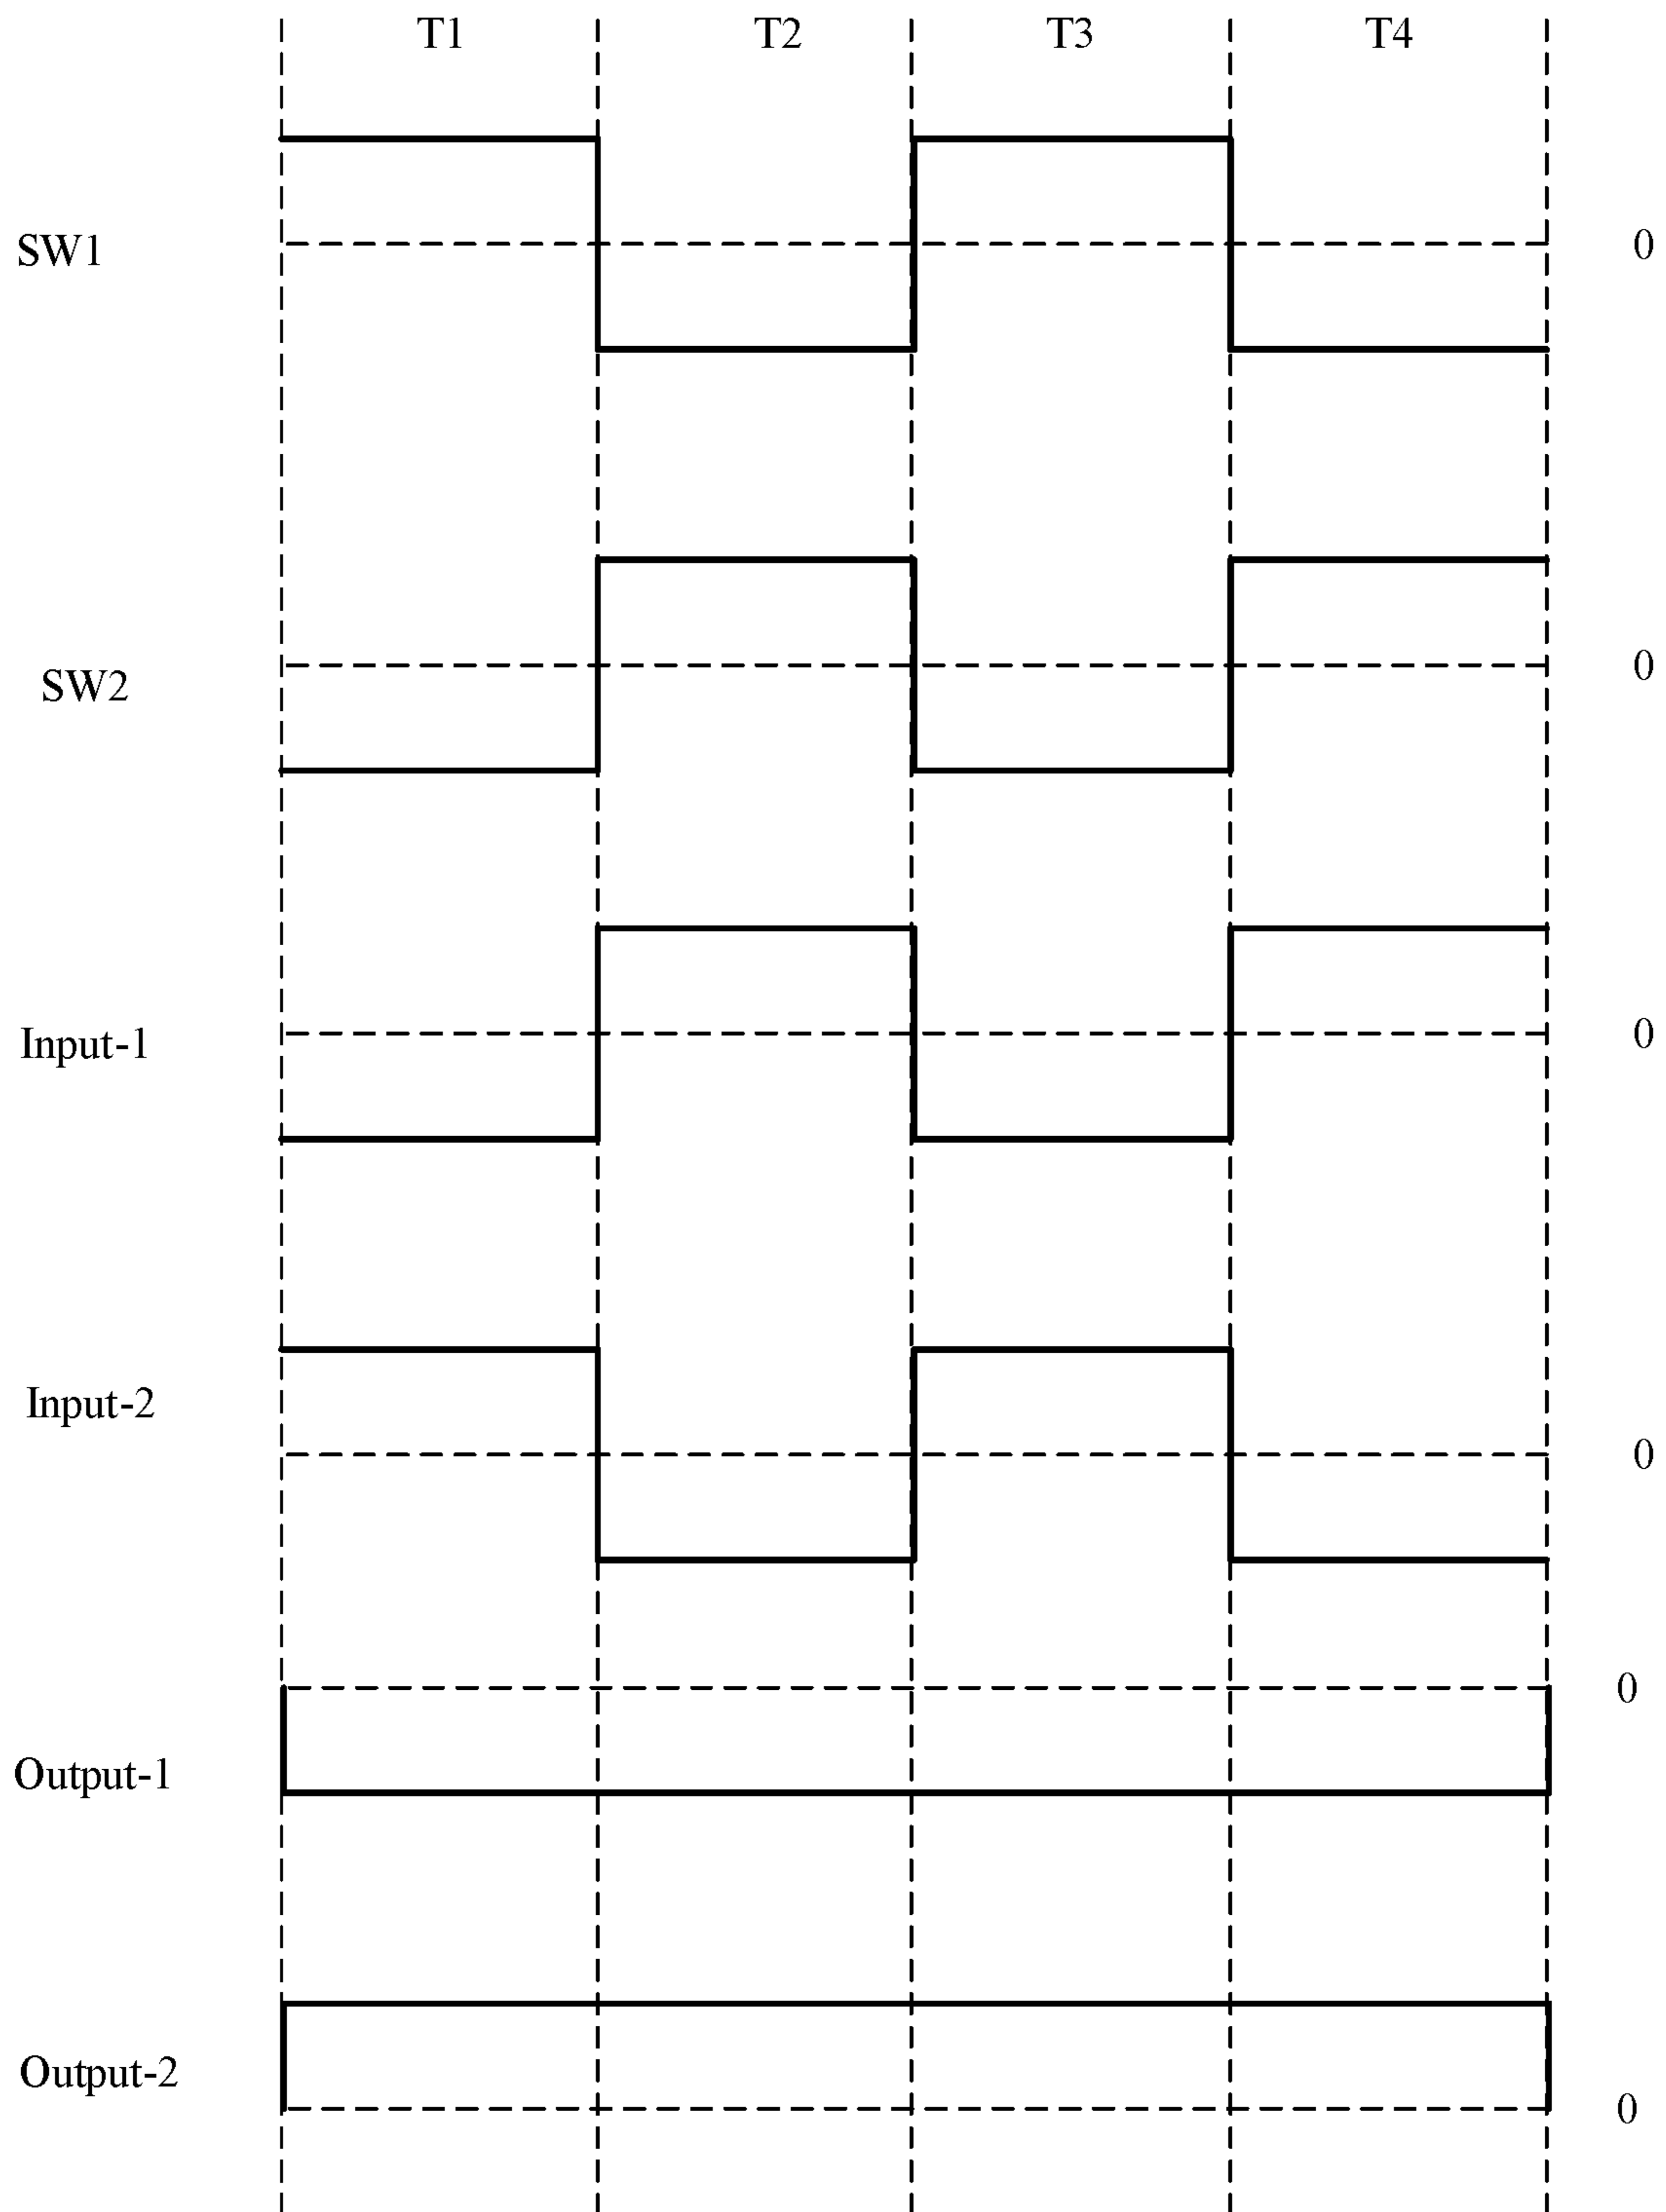 T1 T2 T3 T4
SW1 0
SW2 0
Input-1 0
Input-2 0
Output-1 0
Output-2 0